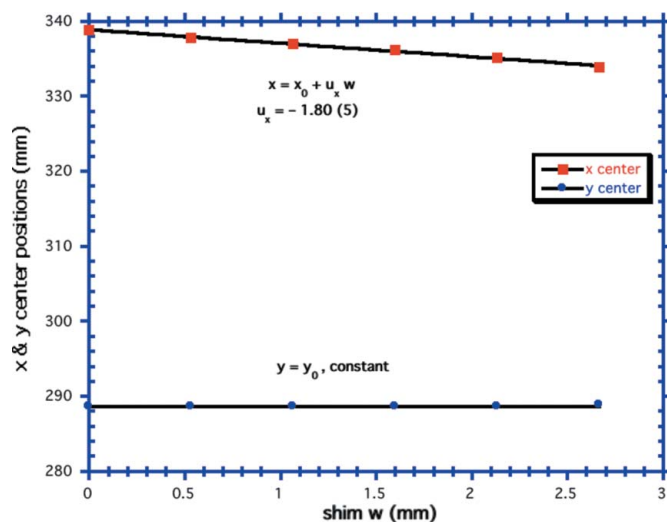 340
330
320
310
300
290
280
x & y center positions (mm)
x = x0 + ux w
ux = – 1.80 (5)
x center
y center
y = y0 , constant
0
0.5
1
1.5
2
2.5
3
shim w (mm)